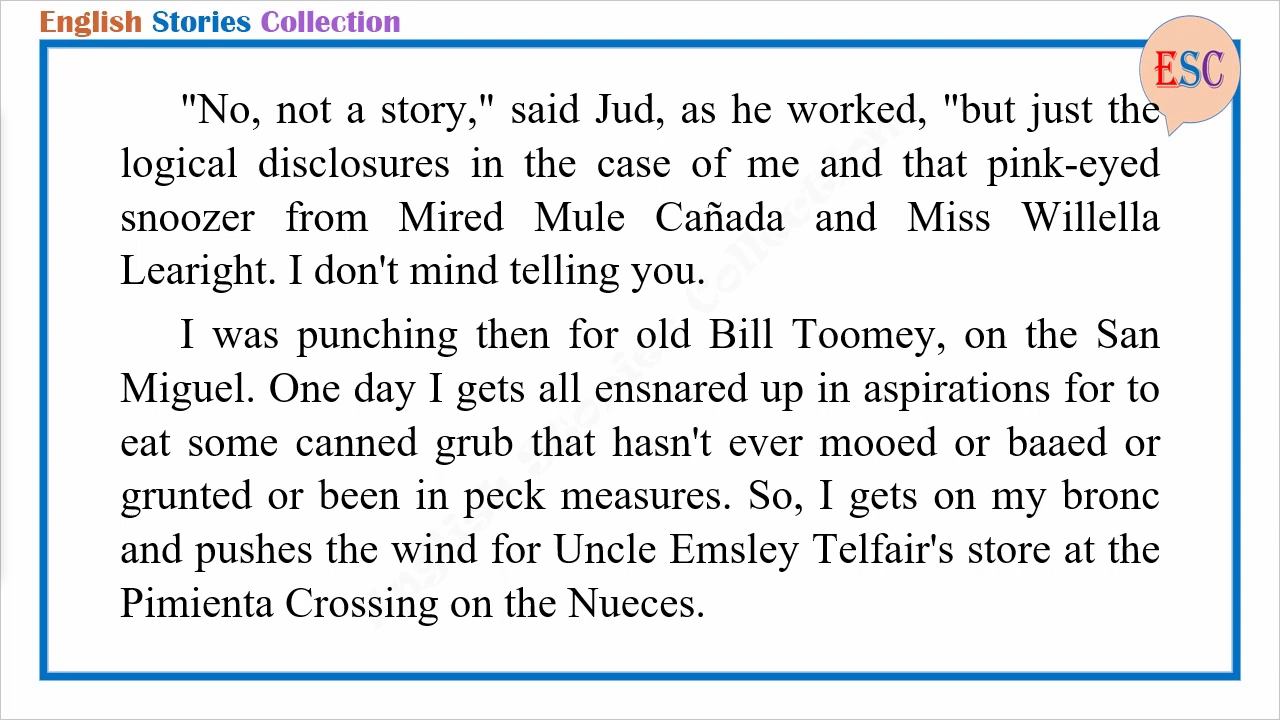 English Stories Collection
ESC
"No, not a story," said Jud, as he worked, "but just the
logical disclosures in the case of me and that pink-eyed
snoozer from Mired Mule Cañada and Miss Willella
Learight. I don't mind telling you.
I was punching then for old Bill Toomey, on the San
Miguel. One day I gets all ensnared up in aspirations for to
eat some canned grub that hasn't ever mooed or baaed or
grunted or been in peck measures. So, I gets on my bronc
and pushes the wind for Uncle Emsley Telfair's store at the
Pimienta Crossing on the Nueces.
English Stories Collection